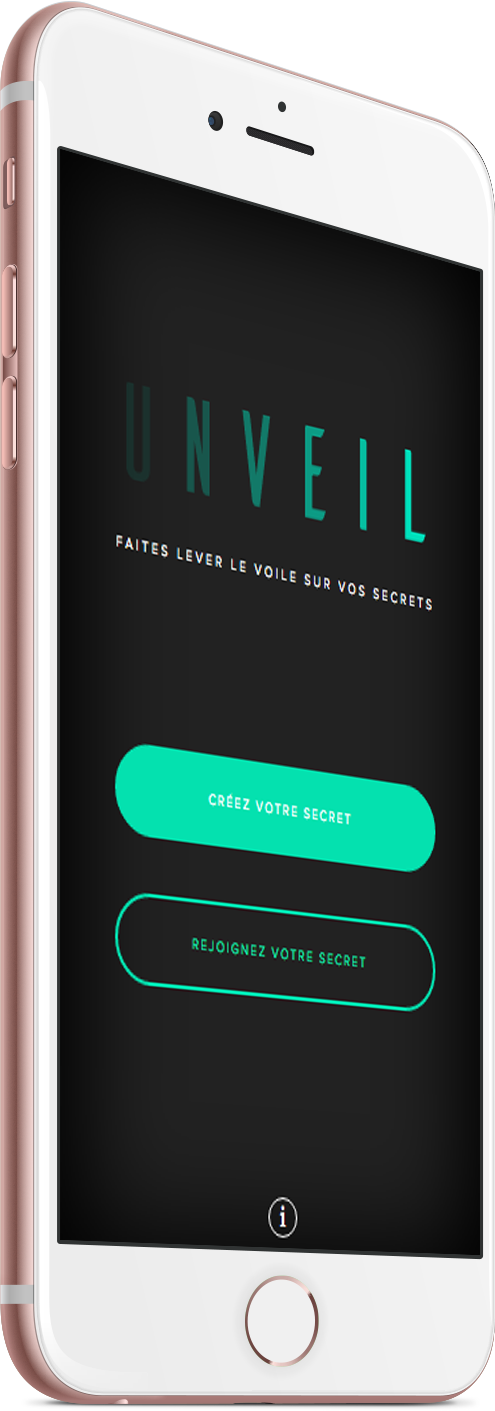 UNVEIL
FAITES LEVER LE VOILE SUR VOS SECRETS
CRÉEZ VOTRE SECRET
REJOIGNEZ VOTRE SECRET
i